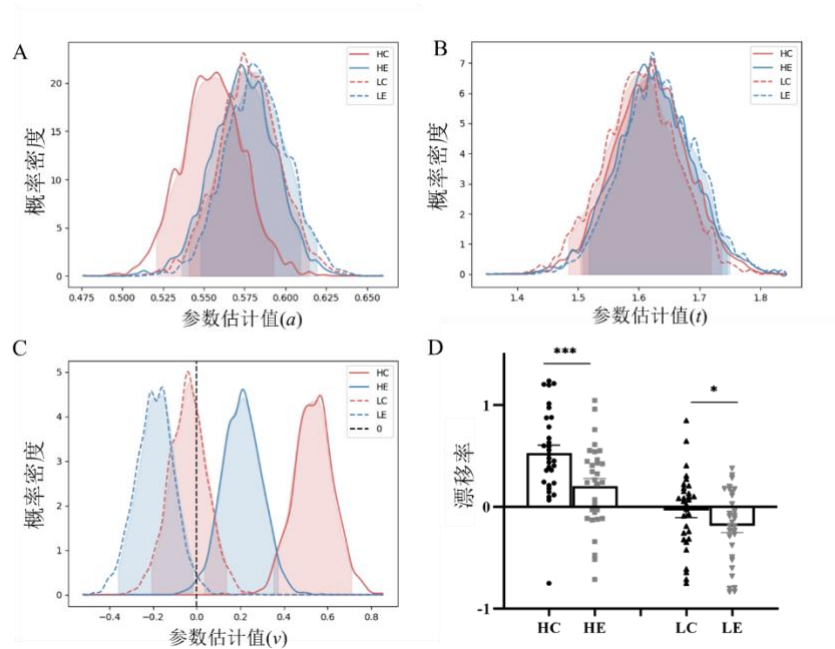 A
HC
HE
LC
LE
20
15
10
5
0
概率密度
0.475 0.500 0.525 0.550 0.575 0.600 0.625 0.650
参数估计值(a)
B
HC
HE
LC
LE
7
6
5
4
3
2
1
0
概率密度
1.4 1.5 1.6 1.7 1.8
参数估计值(t)
C
HC
HE
LC
LE
0
5
4
3
2
1
0
概率密度
−0.4 −0.2 0.0 0.2 0.4 0.6 0.8
参数估计值(v)
D
***
*
1
0
-1
漂移率
HC HE LC LE